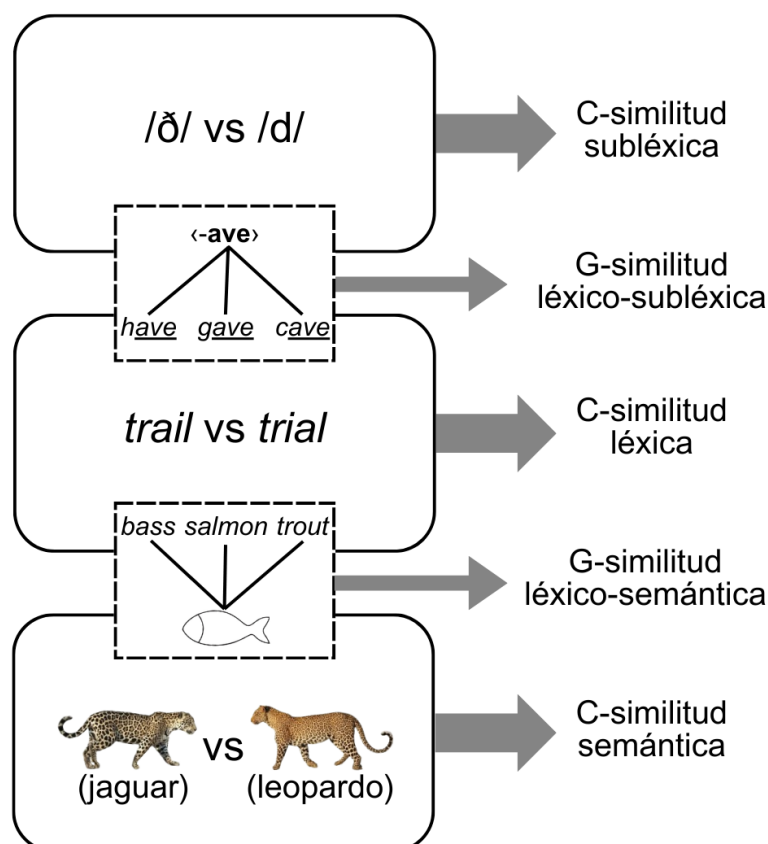 /ð/ vs /d/
C-similitud
subléxica
‹-ave›
have gave cave
G-similitud
léxico-subléxica
trail vs trial
C-similitud
léxica
bass salmon trout
G-similitud
léxico-semántica
vs
(jaguar) (leopardo)
C-similitud
semántica